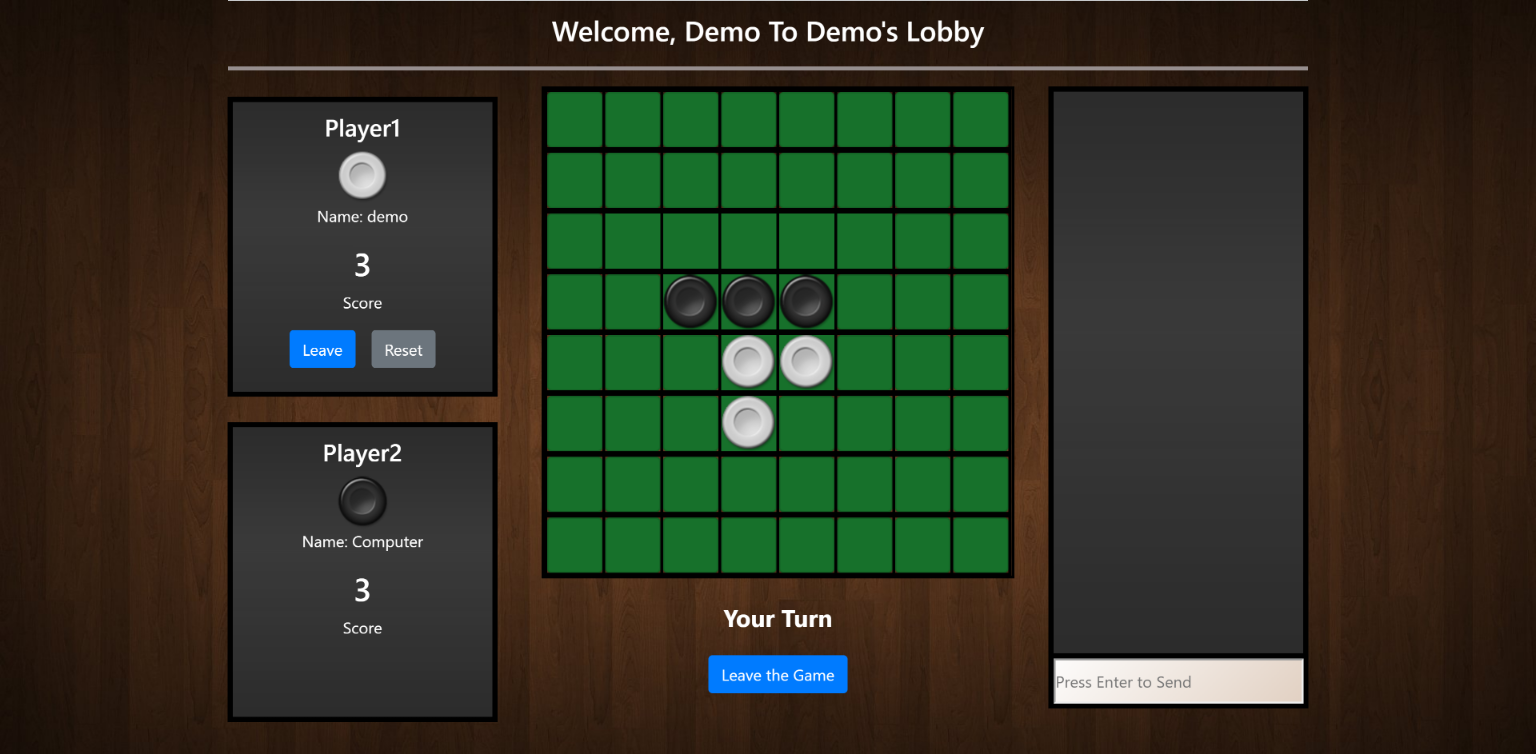 Welcome, Demo To Demo's Lobby
Player1
Name: demo
3
Score
Leave Reset
Player2
Name: Computer
3
Score
Your Turn
Leave the Game
Press Enter to Send